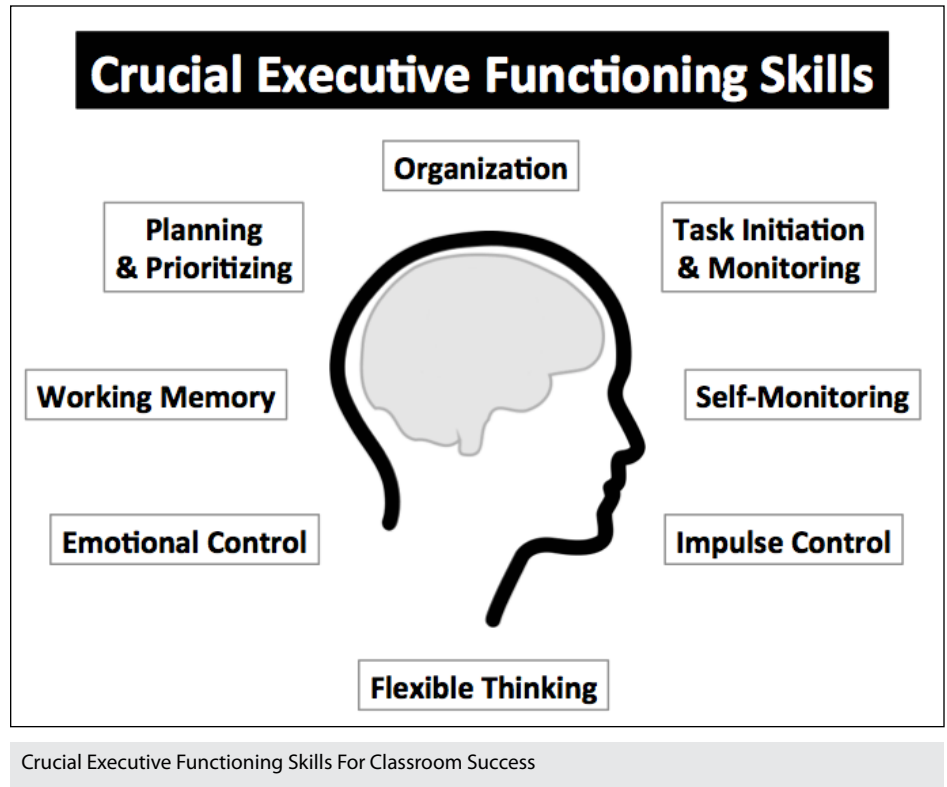 Crucial Executive Functioning Skills
Organization
Planning
& Prioritizing
Task Initiation
& Monitoring
Working Memory
Self-Monitoring
Emotional Control
Impulse Control
Flexible Thinking
Crucial Executive Functioning Skills For Classroom Success